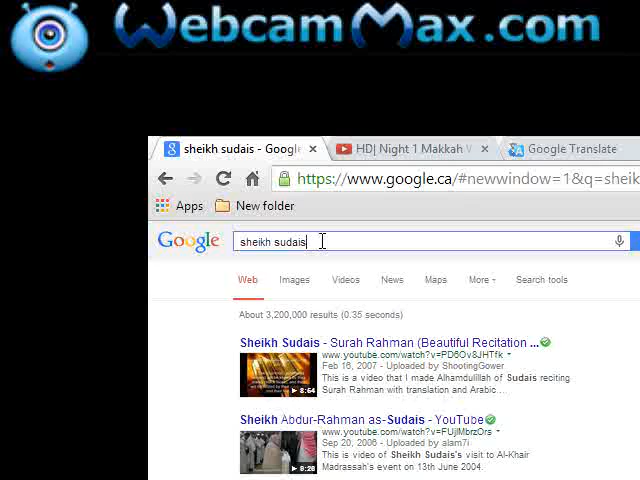 WebcamMax.com
sheikh sudais - Google
HD| Night 1 Makkah
Google Translate
https://www.google.ca/#newwindow=1&q=sheik
Apps New folder
Google sheikh sudais
Web Images Videos News Maps More Search tools
About 3,200,000 results (0.35 seconds)
Sheikh Sudais - Surah Rahman (Beautiful Recitation ...
www.youtube.com/watch?v=PD6Ov8JHTfk
Feb 16, 2007 - Uploaded by ShootingGower
This is a video that I made Alhamdulillah of Sudais reciting
Surah Rahman with translation and Arabic...
8:54
Sheikh Abdur-Rahman as-Sudais - YouTube
www.youtube.com/watch?v=FUjlMbrzOrs
Sep 20, 2006 - Uploaded by alam7i
This is video of Sheikh Sudais's visit to Al-Khair
Madrassah's event on 13th June 2004.
9:26